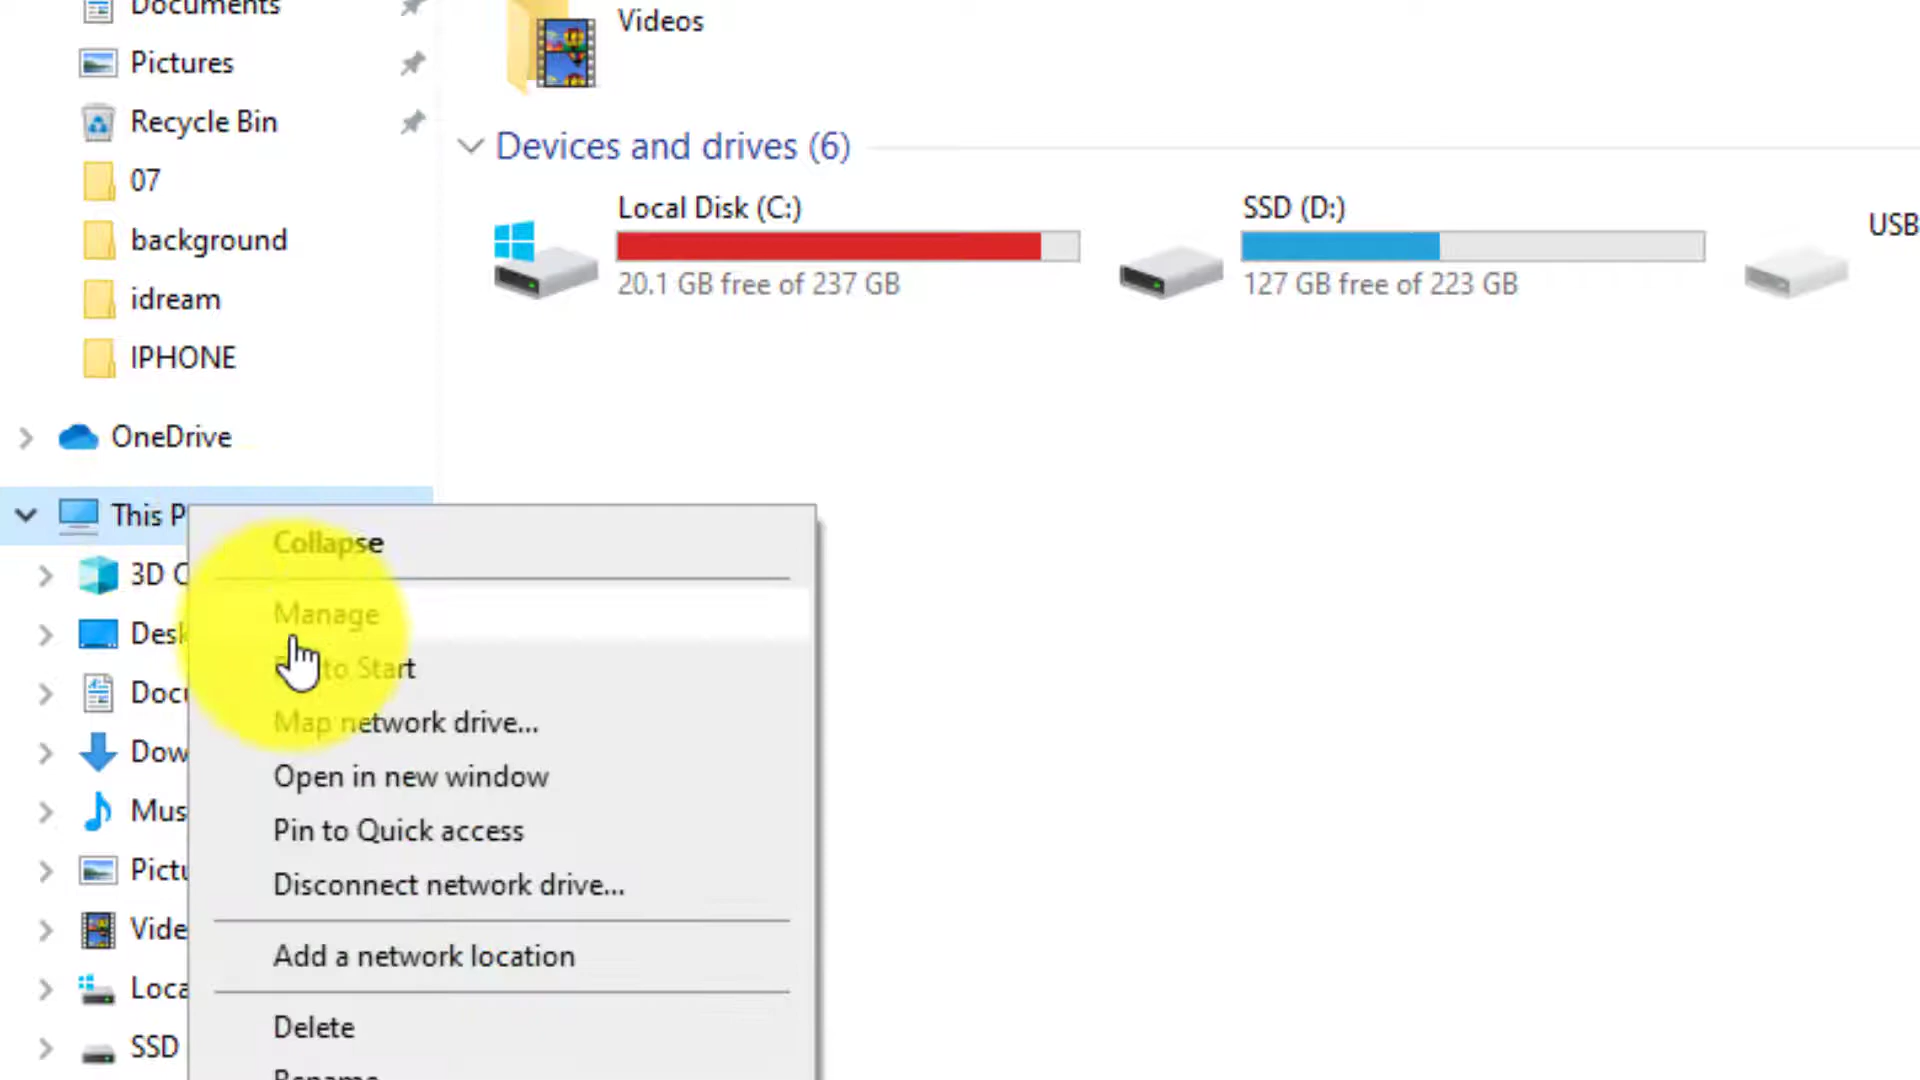 Documents
Pictures
Recycle Bin
07
background
idream
IPHONE
OneDrive
This P
3D
Desk
Docu
Dow
Mus
Pictu
Vide
Loca
SSD
Videos
Devices and drives (6)
Local Disk (C:)
20.1 GB free of 237 GB
SSD (D:)
127 GB free of 223 GB
USB
Collapse
Manage
to Start
Map network drive...
Open in new window
Pin to Quick access
Disconnect network drive...
Add a network location
Delete
Rename